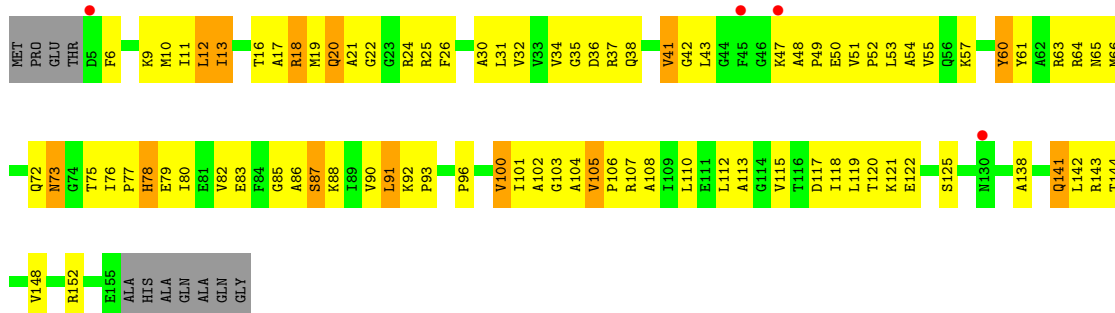 MET PRO GLU THR D5 F6 K9 M10 I11 L12 I13 T16 A17 R18 M19 Q20 A21 G22 G23 R24 R25 F26 A30 L31 V32 V33 V34 G35 D36 R37 Q38 V41 G42 L43 G44 F45 G46 K47 A48 P49 E50 V51 P52 L53 A54 V55 Q56 K57 Y60 Y61 A62 R63 R64 N65 M66
Q72 N73 G74 T75 I76 P77 H78 E79 I80 E81 V82 E83 F84 G85 A86 S87 K88 I89 V90 L91 K92 P93 P96 V100 I101 A102 G103 A104 V105 P106 R107 A108 I109 L110 E111 L112 A113 G114 V115 T116 D117 I118 L119 T120 K121 E122 S125 N130 A138 Q141 L142 R143 T144
V148 R152 E155 ALA HIS ALA GLN ALA GLN GLY